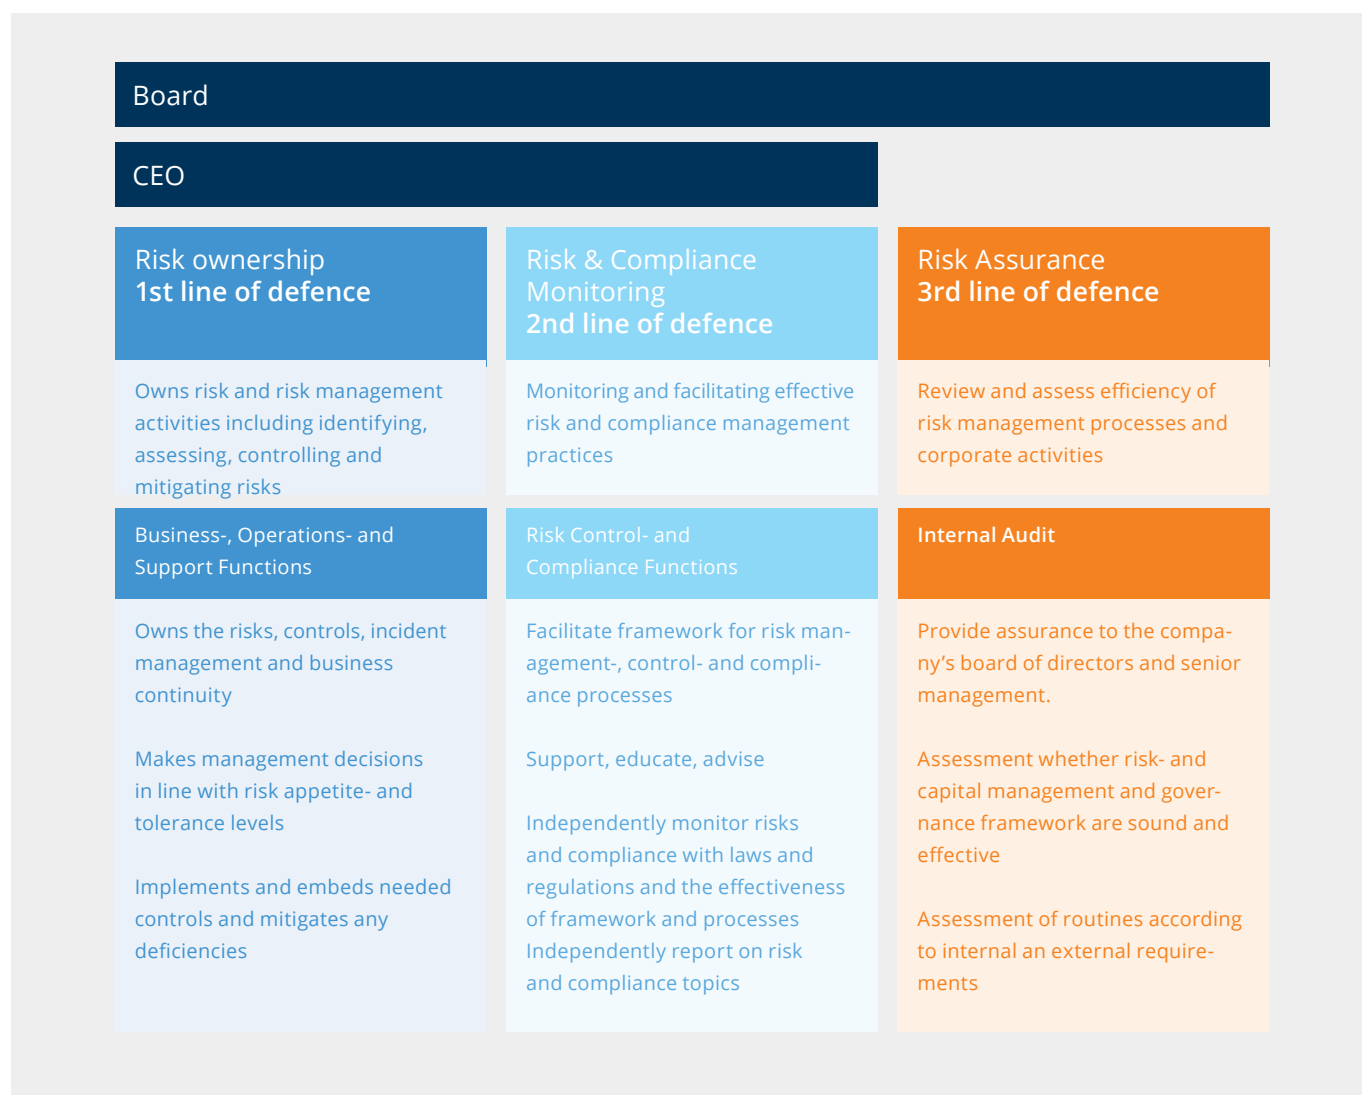 Board
CEO
Risk ownership
1st line of defence
Owns risk and risk management
activities including identifying,
assessing, controlling and
mitigating risks
Business-, Operations- and
Support Functions
Owns the risks, controls, incident
management and business
continuity
Makes management decisions
in line with risk appetite- and
tolerance levels
Implements and embeds needed
controls and mitigates any
deficiencies
Risk & Compliance
Monitoring
2nd line of defence
Monitoring and facilitating effective
risk and compliance management
practices
Risk Control- and
Compliance Functions
Facilitate framework for risk man-
agement-, control- and compli-
ance processes
Support, educate, advise
Independently monitor risks
and compliance with laws and
regulations and the effectiveness
of framework and processes
Independently report on risk
and compliance topics
Risk Assurance
3rd line of defence
Review and assess efficiency of
risk management processes and
corporate activities
Internal Audit
Provide assurance to the compa-
ny's board of directors and senior
management.
Assessment whether risk- and
capital management and gover-
nance framework are sound and
effective
Assessment of routines according
to internal an external require-
ments